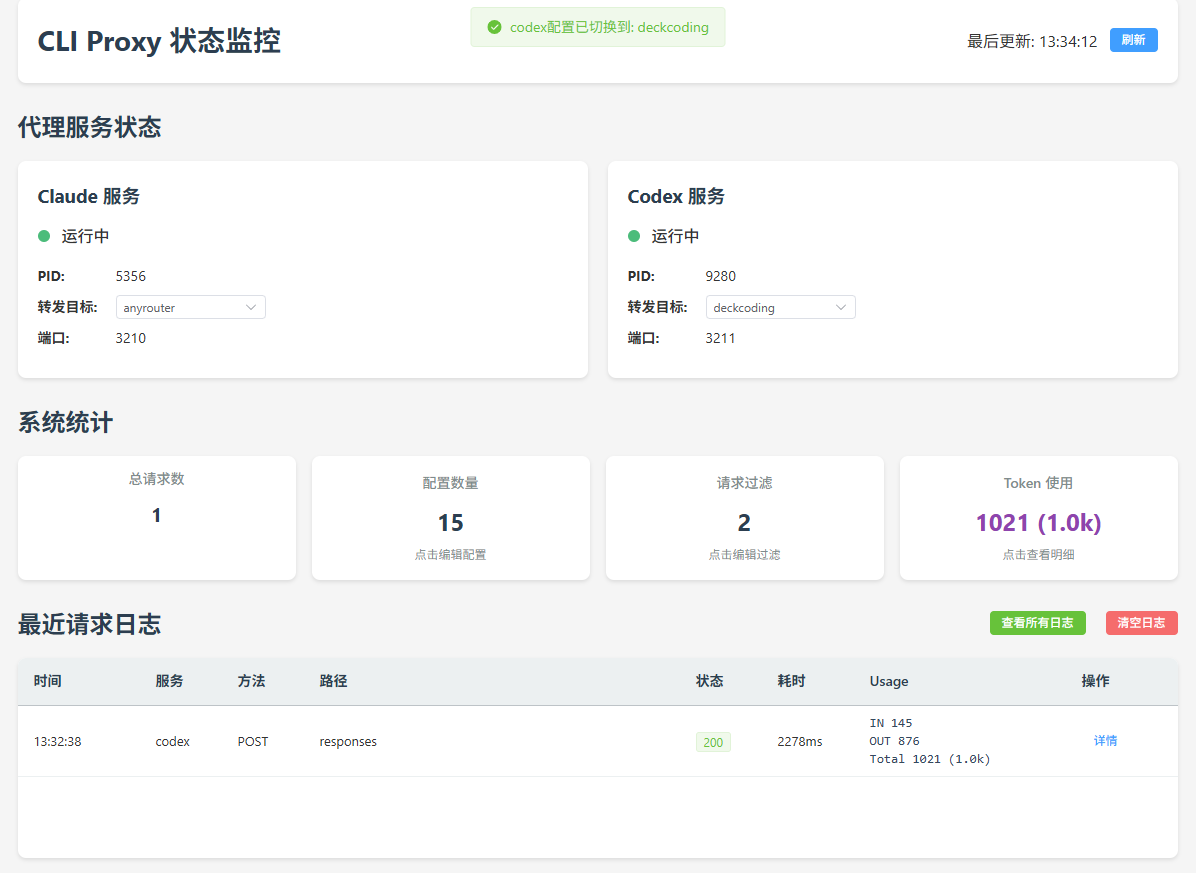 codex配置已切换到: deckcoding
CLI Proxy 状态监控
最后更新: 13:34:12
刷新
代理服务状态
Claude 服务
运行中
PID: 5356
转发目标: anyrouter
端口: 3210
Codex 服务
运行中
PID: 9280
转发目标: deckcoding
端口: 3211
系统统计
总请求数
1
配置数量
15
点击编辑配置
请求过滤
2
点击编辑过滤
Token 使用
1021 (1.0k)
点击查看明细
最近请求日志
查看所有日志
清空日志
时间 服务 方法 路径 状态 耗时 Usage 操作
13:32:38 codex POST responses 200 2278ms
IN 145
OUT 876
Total 1021 (1.0k)
详情